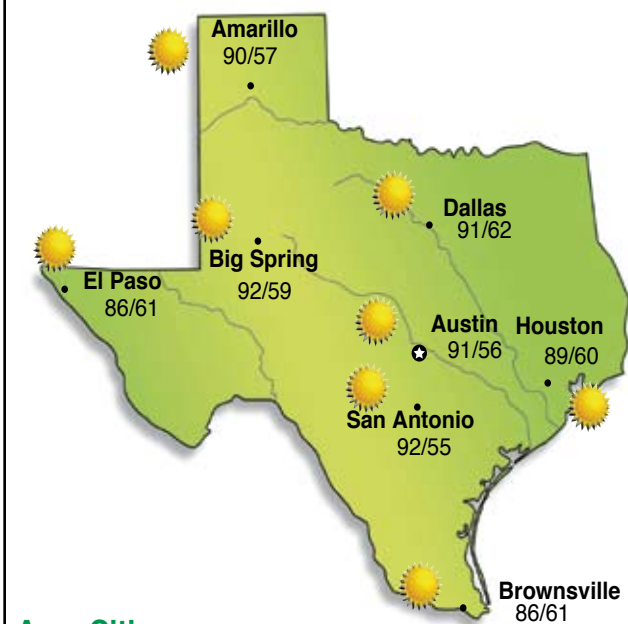 Amarillo
90/57
Dallas
91/62
Big Spring
92/59
El Paso
86/61
Austin
91/56
Houston
89/60
San Antonio
92/55
Brownsville
86/61